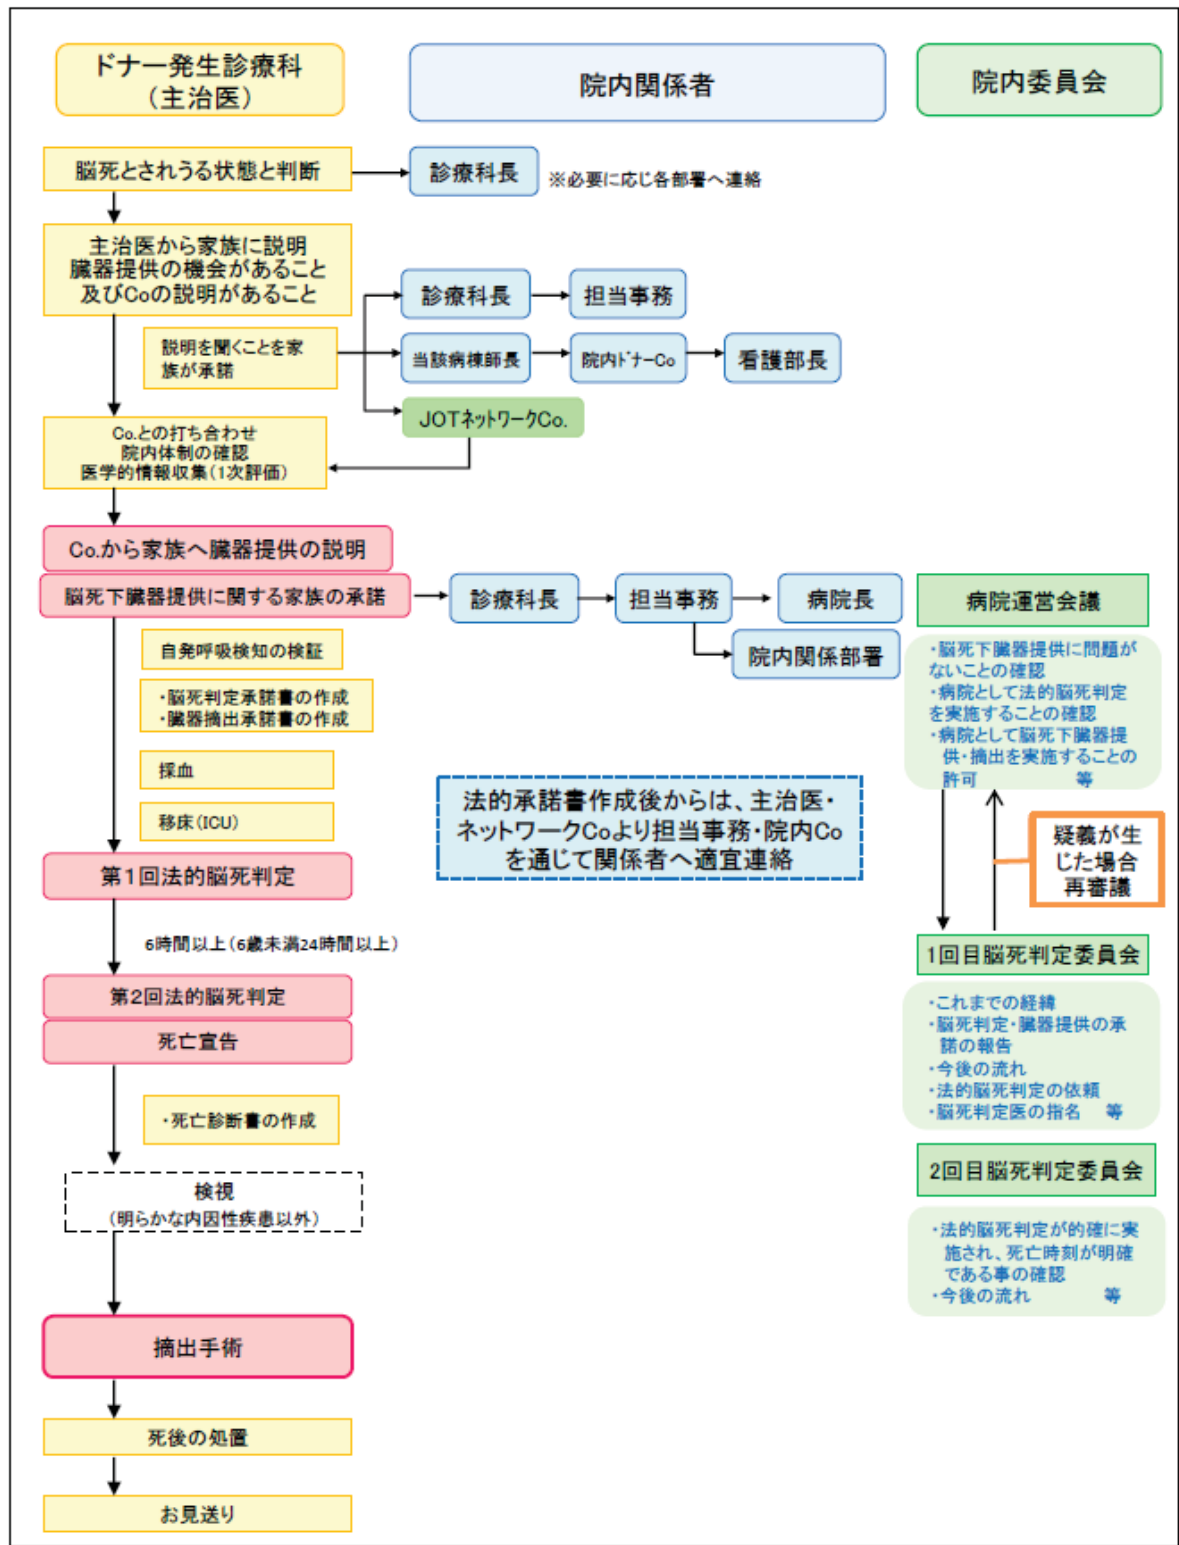 ドナー発生診療科
(主治医)
院内関係者
院内委員会
脳死とされうる状態と判断
診療科長
※必要に応じ各部署へ連絡
主治医から家族に説明
臓器提供の機会があること
及びCoの説明があること
診療科長
担当事務
説明を聞くことを家
族が承諾
当該病棟師長
院内ドナーCo
看護部長
JOTネットワークCo.
Co.との打ち合わせ
院内体制の確認
医学的情報収集(1次評価)
Co.から家族へ臓器提供の説明
脳死下臓器提供に関する家族の承諾
診療科長
担当事務
病院長
院内関係部署
病院運営会議
・脳死下臓器提供に問題が
ないことの確認
・病院として法的脳死判定
を実施することの確認
・病院として脳死下臓器提
供・摘出を実施することの
許可 等
自発呼吸検知の検証
・脳死判定承諾書の作成
・臓器摘出承諾書の作成
採血
移床(ICU)
法的承諾書作成後からは、主治医・
ネットワークCoより担当事務・院内Co
を通じて関係者へ適宜連絡
疑義が生
じた場合
再審議
第1回法的脳死判定
6時間以上(6歳未満24時間以上)
第2回法的脳死判定
死亡宣告
1回目脳死判定委員会
・これまでの経緯
・脳死判定・臓器提供の承
諾の報告
・今後の流れ
・法的脳死判定の依頼
・脳死判定医の指名 等
・死亡診断書の作成
2回目脳死判定委員会
検視
(明らかな内因性疾患以外)
・法的脳死判定が的確に実
施され、死亡時刻が明確
である事の確認
・今後の流れ 等
摘出手術
死後の処置
お見送り